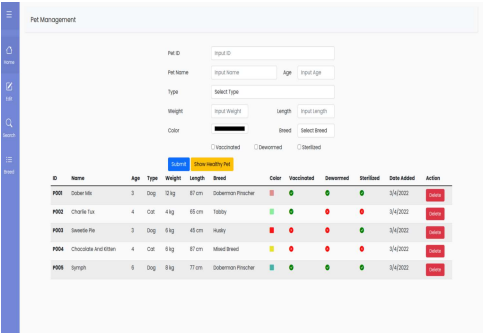 Pet Management
Home
Edit
Search
Breed
Pet ID Input ID
Pet Name Input Name Age Input Age
Type Select Type
Weight Input Weight Length Input Length
Color Breed Select Breed
Vaccinated Dewormed Sterilized
Submit Show Healthy Pet
ID Name Age Type Weight Length Breed Color Vaccinated Dewormed Sterilized Date Added Action
P001 Dober Mix 3 Dog 12 kg 87 cm Doberman Pinscher 3/4/2022 Delete
P002 Charlie Tux 4 Cat 4 kg 65 cm Tabby 3/4/2022 Delete
P003 Sweetie Pie 3 Dog 6 kg 45 cm Husky 3/4/2022 Delete
P004 Chocolate And Kitten 4 Cat 6 kg 87 cm Mixed Breed 3/4/2022 Delete
P005 Symph 6 Dog 8 kg 77 cm Doberman Pinscher 3/4/2022 Delete